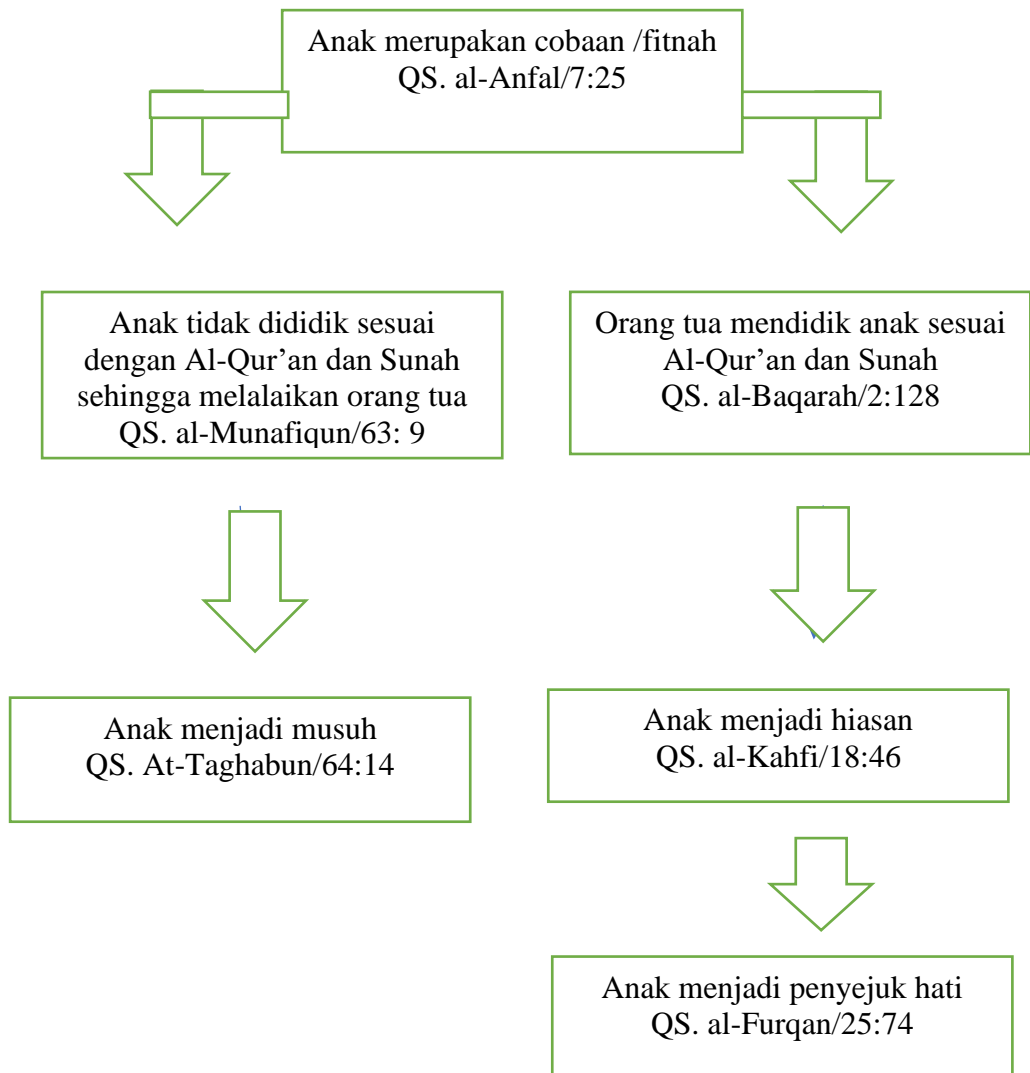 Anak merupakan cobaan /fitnah
QS. al-Anfal/7:25
Anak tidak dididik sesuai
dengan Al-Qur’an dan Sunah
sehingga melalaikan orang tua
QS. al-Munafiqun/63: 9
Orang tua mendidik anak sesuai
Al-Qur’an dan Sunah
QS. al-Baqarah/2:128
Anak menjadi musuh
QS. At-Taghabun/64:14
Anak menjadi hiasan
QS. al-Kahfi/18:46
Anak menjadi penyejuk hati
QS. al-Furqan/25:74